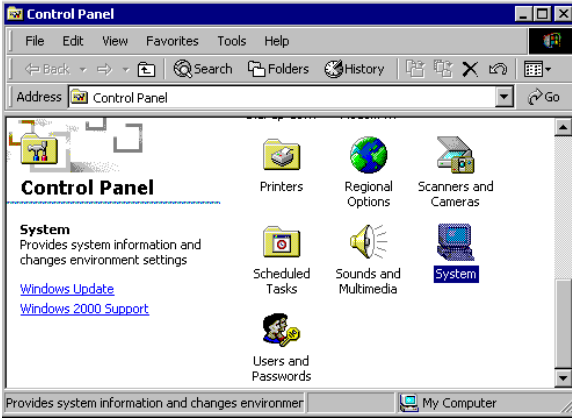 Control Panel
File Edit View Favorites Tools Help
Back Search Folders History
Address Control Panel Go
Control Panel
System
Provides system information and
changes environment settings
Windows Update
Windows 2000 Support
Printers
Regional
Options
Scanners and
Cameras
Scheduled
Tasks
Sounds and
Multimedia
System
Users and
Passwords
Provides system information and changes environmer
My Computer